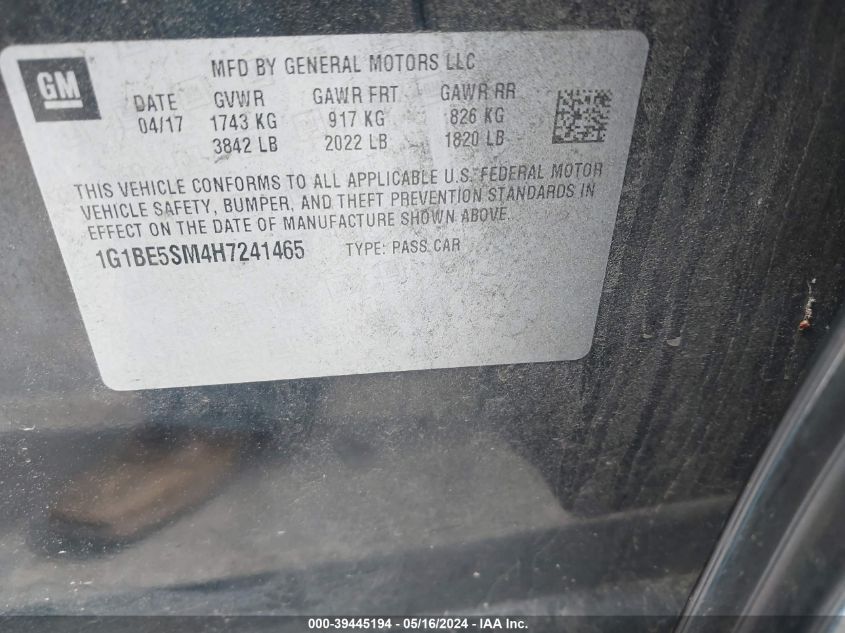 GM
MFD BY GENERAL MOTORS LLC
DATE GVWR GAWR FRT GAWR RR
04/17 1743 KG 917 KG 826 KG
3842 LB 2022 LB 1820 LB
THIS VEHICLE CONFORMS TO ALL APPLICABLE U.S. FEDERAL MOTOR
VEHICLE SAFETY, BUMPER, AND THEFT PREVENTION STANDARDS IN
EFFECT ON THE DATE OF MANUFACTURE SHOWN ABOVE.
1G1BE5SM4H7241465 TYPE: PASS CAR
000-39445194 - 05/16/2024 - IAA Inc.